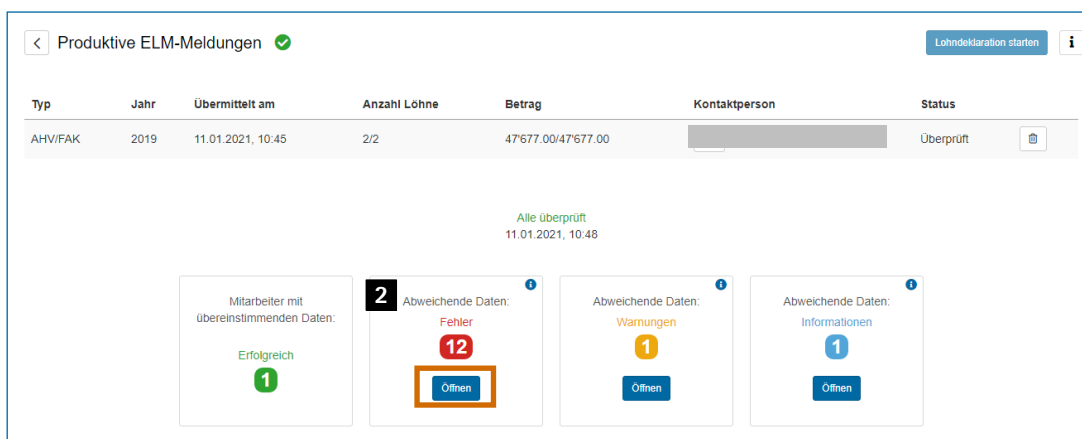 Produktive ELM-Meldungen
Lohndeklaration starten
i
Typ Jahr Übermittelt am Anzahl Löhne Betrag Kontaktperson Status
AHV/FAK 2019 11.01.2021, 10:45 2/2 47'677.00/47'677.00 Überprüft
Alle überprüft
11.01.2021, 10:48
Mitarbeiter mit
übereinstimmenden Daten:
Erfolgreich
1
2
Abweichende Daten:
Fehler
12
Öffnen
Abweichende Daten:
Warnungen
1
Öffnen
Abweichende Daten:
Informationen
1
Öffnen